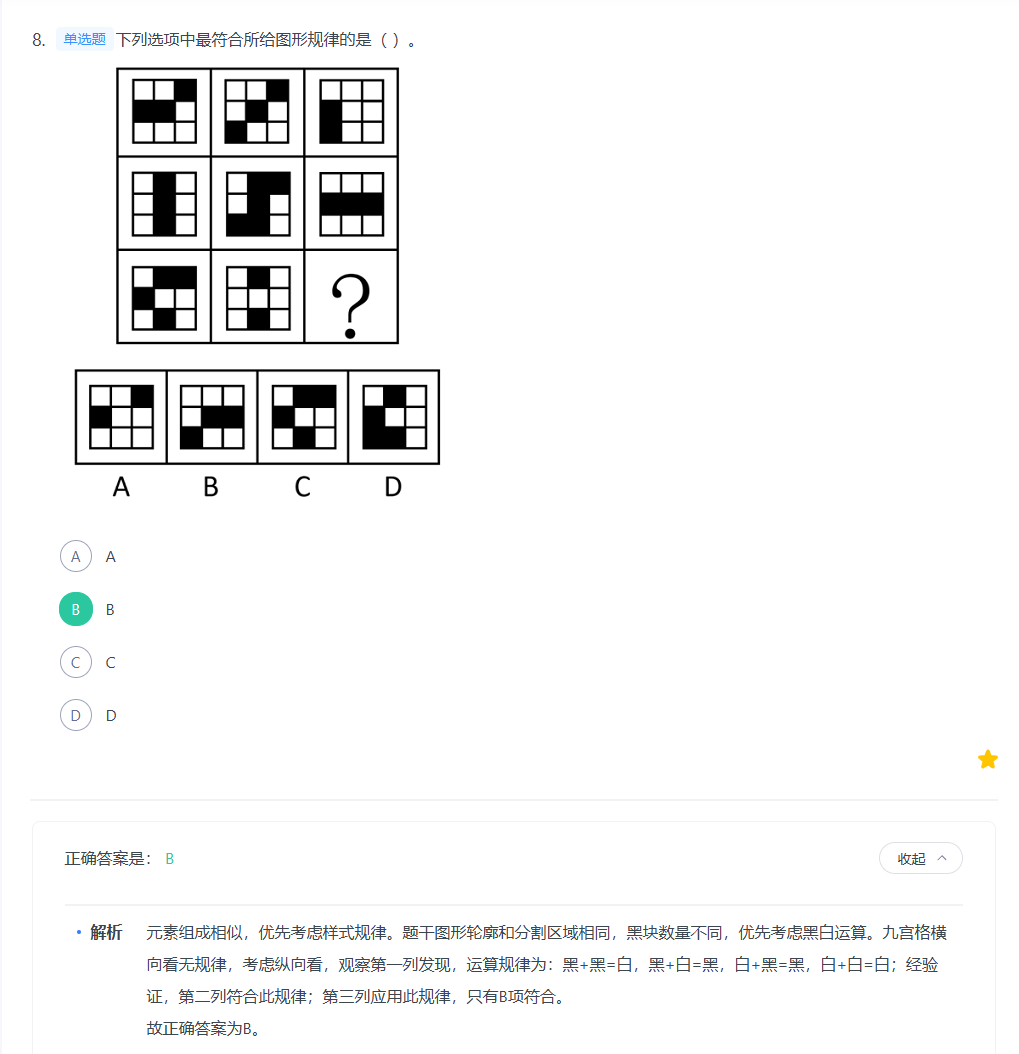 8. 单选题 下列选项中最符合所给图形规律的是（ ）。
?
A B C D
A A
B B
C C
D D
正确答案是： B
收起
解析 元素组成相似，优先考虑样式规律。题干图形轮廓和分割区域相同，黑块数量不同，优先考虑黑白运算。九宫格横
向看无规律，考虑纵向看，观察第一列发现，运算规律为：黑+黑=白，黑+白=黑，白+黑=黑，白+白=白；经验
证，第二列符合此规律；第三列应用此规律，只有B项符合。
故正确答案为B。